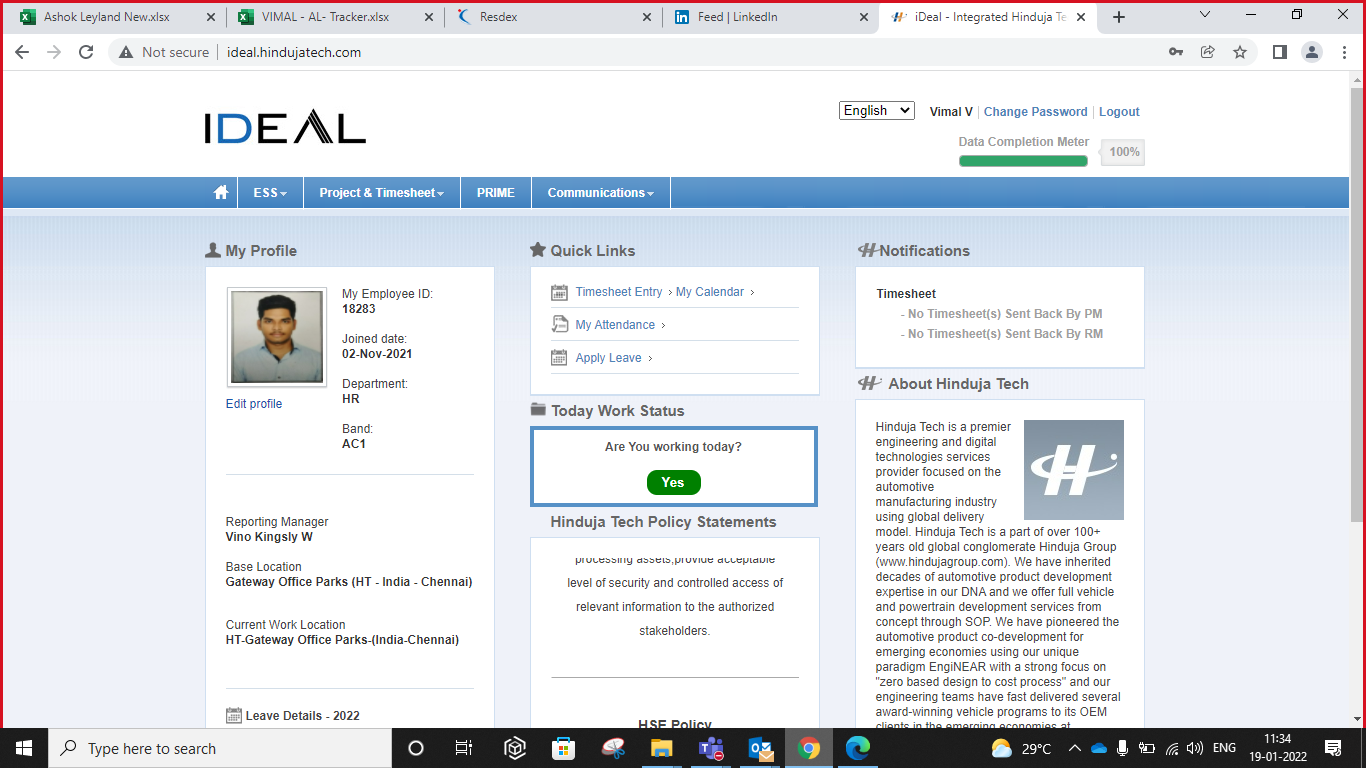 Ashok Leyland New.xlsx
VIMAL - AL- Tracker.xlsx
Resdex
Feed | LinkedIn
iDeal - Integrated Hinduja Te
Not secure
ideal.hindujatech.com
IDEAL
English
Vimal V
Change Password
Logout
Data Completion Meter
100%
ESS
Project & Timesheet
PRIME
Communications
My Profile
My Employee ID:
18283
Joined date:
02-Nov-2021
Department:
HR
Edit profile
Band:
AC1
Reporting Manager
Vino Kingsly W
Base Location
Gateway Office Parks (HT - India - Chennai)
Current Work Location
HT-Gateway Office Parks-(India-Chennai)
Leave Details - 2022
Quick Links
Timesheet Entry › My Calendar ›
My Attendance ›
Apply Leave ›
Today Work Status
Are You working today?
Yes
Hinduja Tech Policy Statements
processing assets,provide acceptable
level of security and controlled access of
relevant information to the authorized
stakeholders.
HSE Policy
Notifications
Timesheet
- No Timesheet(s) Sent Back By PM
- No Timesheet(s) Sent Back By RM
About Hinduja Tech
Hinduja Tech is a premier
engineering and digital
technologies services
provider focused on the
automotive
manufacturing industry
using global delivery
model. Hinduja Tech is a part of over 100+
years old global conglomerate Hinduja Group
(www.hindujagroup.com). We have inherited
decades of automotive product development
expertise in our DNA and we offer full vehicle
and powertrain development services from
concept through SOP. We have pioneered the
automotive product co-development for
emerging economies using our unique
paradigm EngiNEAR with a strong focus on
"zero based design to cost process" and our
engineering teams have fast delivered several
award-winning vehicle programs to its OEM
clients in the emerging economies at
Type here to search
29°C
ENG
11:34
19-01-2022